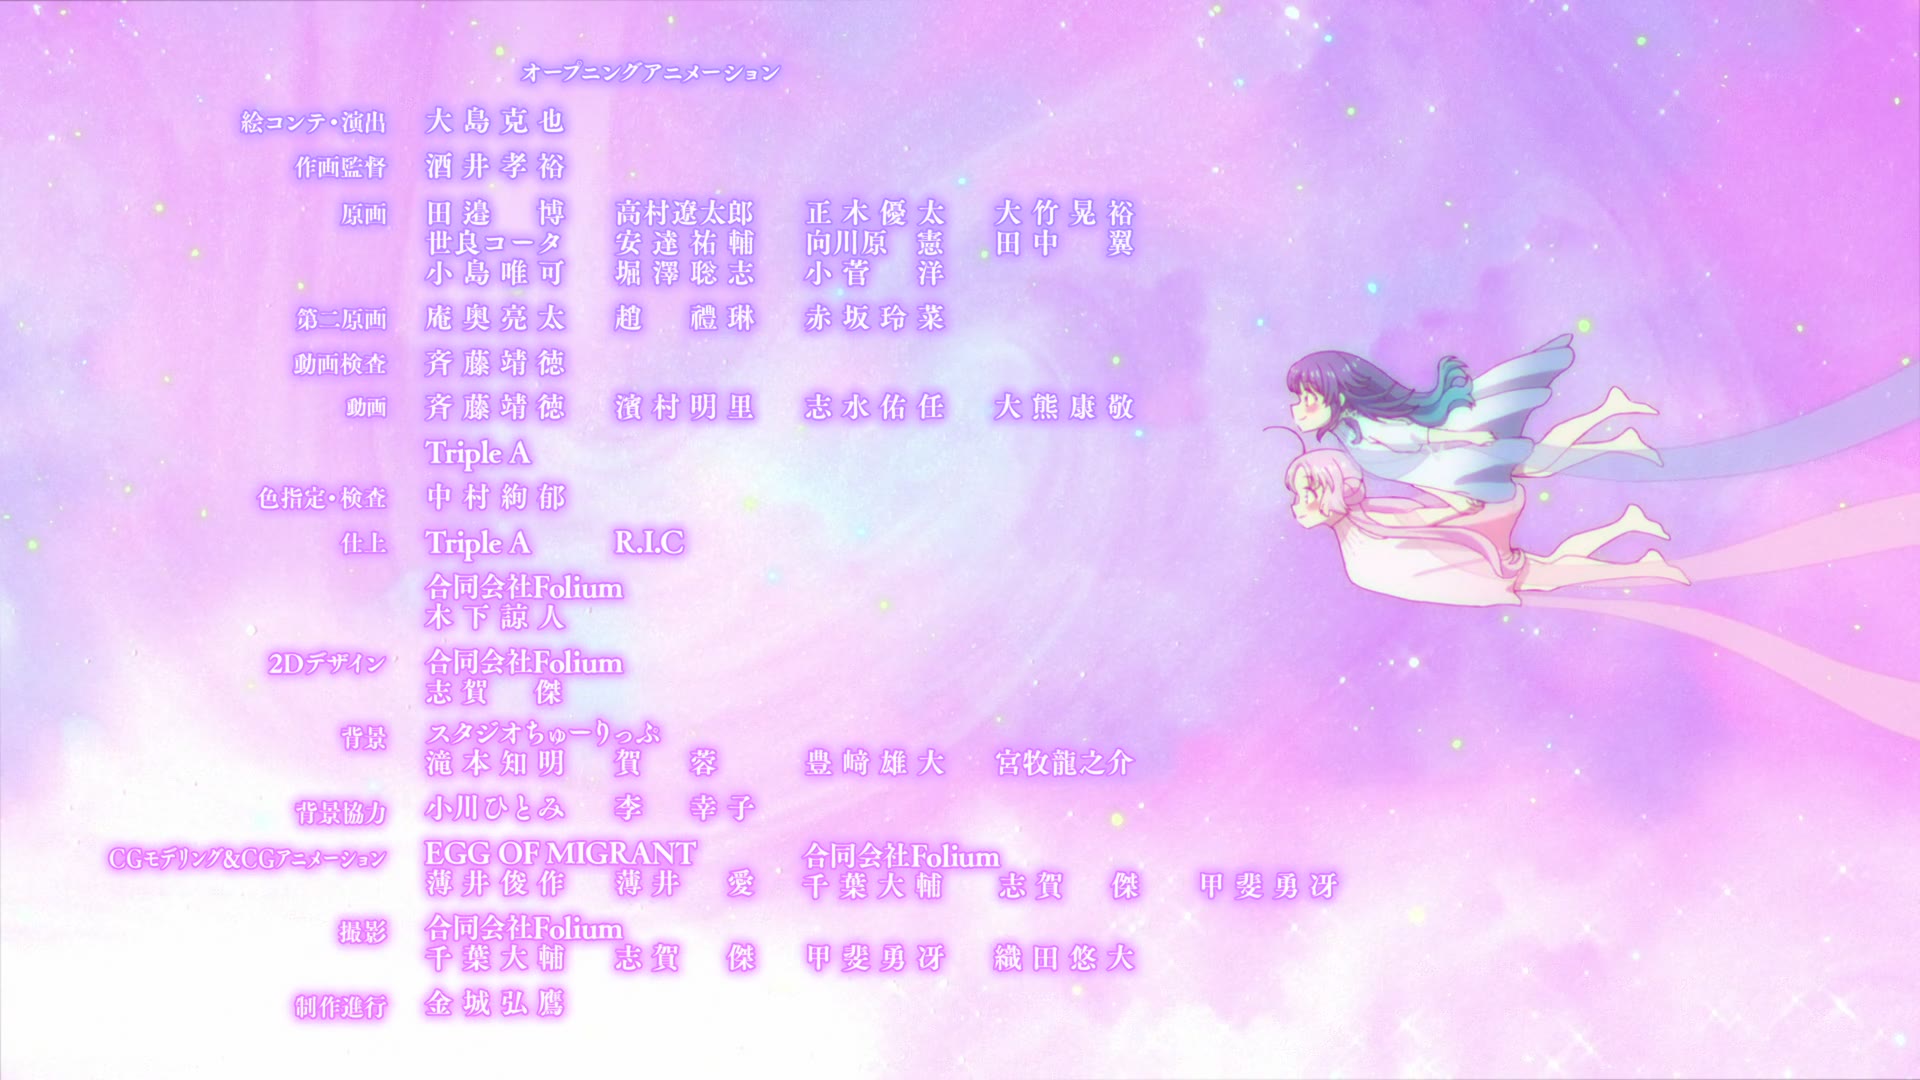 オープニングアニメーション
絵コンテ・演出 大島克也
作画監督 酒井孝裕
原画 田邉 博 高村遼太郎 正木優太 大竹晃裕
世良コータ 安達祐輔 向川原 憲 田中 翼
小島唯可 堀澤聡志 小菅 洋
第二原画 庵奥亮太 趙 禮琳 赤坂玲菜
動画検査 斉藤靖徳
動画 斉藤靖徳 濱村明里 志水佑任 大熊康敬
Triple A
色指定・検査 中村絢郁
仕上 Triple A R.I.C
合同会社Folium
木下諒人
2Dデザイン 合同会社Folium
志賀 傑
背景 スタジオちゅーりっぷ
滝本知明 賀 蓉 豊﨑雄大 宮牧龍之介
背景協力 小川ひとみ 李 幸子
CGモデリング&CGアニメーション EGG OF MIGRANT 合同会社Folium
薄井俊作 薄井 愛 千葉大輔 志賀 傑 甲斐勇冴
撮影 合同会社Folium
千葉大輔 志賀 傑 甲斐勇冴 織田悠大
制作進行 金城弘鷹